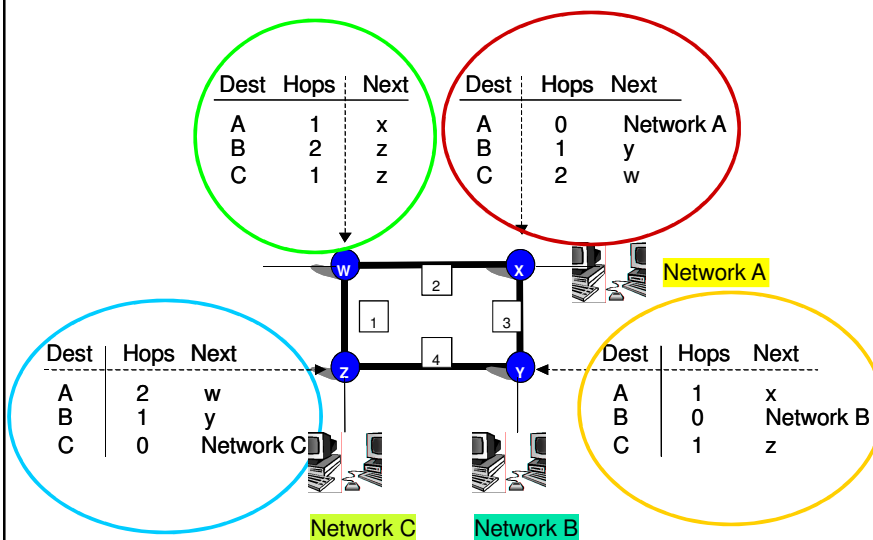 Dest Hops Next
A 1 x
B 2 z
C 1 z
Dest Hops Next
A 0 Network A
B 1 y
C 2 w
W
X
Network A
2
1
3
4
Z
Y
Dest Hops Next
A 2 w
B 1 y
C 0 Network C
Dest Hops Next
A 1 x
B 0 Network B
C 1 z
Network C
Network B